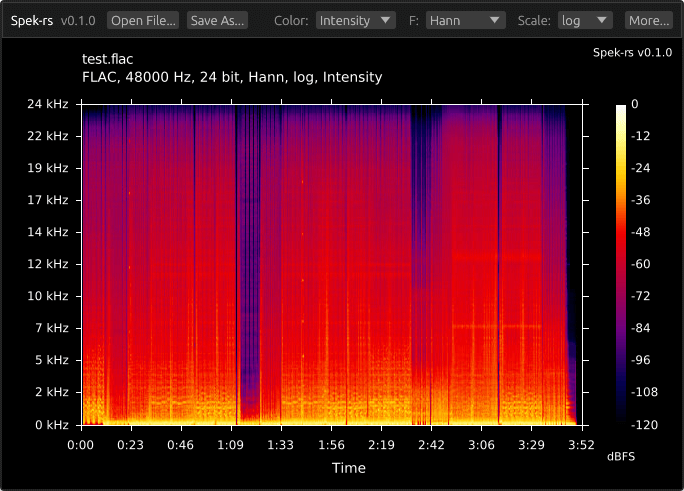 Spek-rs v0.1.0 Open File... Save As... Color: Intensity F: Hann Scale: log More...
Spek-rs v0.1.0
test.flac
FLAC, 48000 Hz, 24 bit, Hann, log, Intensity
24 kHz
22 kHz
19 kHz
17 kHz
14 kHz
12 kHz
10 kHz
7 kHz
5 kHz
2 kHz
0 kHz
0
-12
-24
-36
-48
-60
-72
-84
-96
-108
-120
0:00 0:23 0:46 1:09 1:33 1:56 2:19 2:42 3:06 3:29 3:52
dBFS
Time